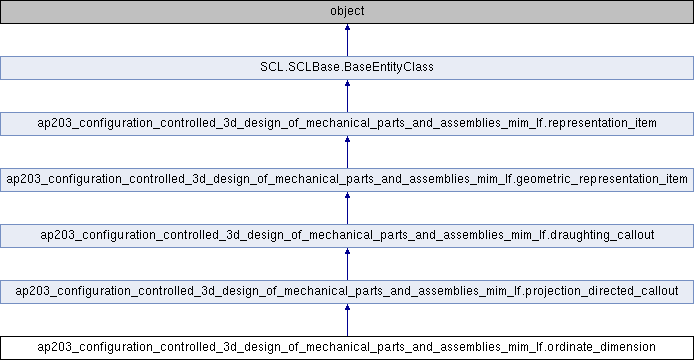 object
SCL.SCLBase.BaseEntityClass
ap203_configuration_controlled_3d_design_of_mechanical_parts_and_assemblies_mim_lf.representation_item
ap203_configuration_controlled_3d_design_of_mechanical_parts_and_assemblies_mim_lf.geometric_representation_item
ap203_configuration_controlled_3d_design_of_mechanical_parts_and_assemblies_mim_lf.draughting_callout
ap203_configuration_controlled_3d_design_of_mechanical_parts_and_assemblies_mim_lf.projection_directed_callout
ap203_configuration_controlled_3d_design_of_mechanical_parts_and_assemblies_mim_lf.ordinate_dimension